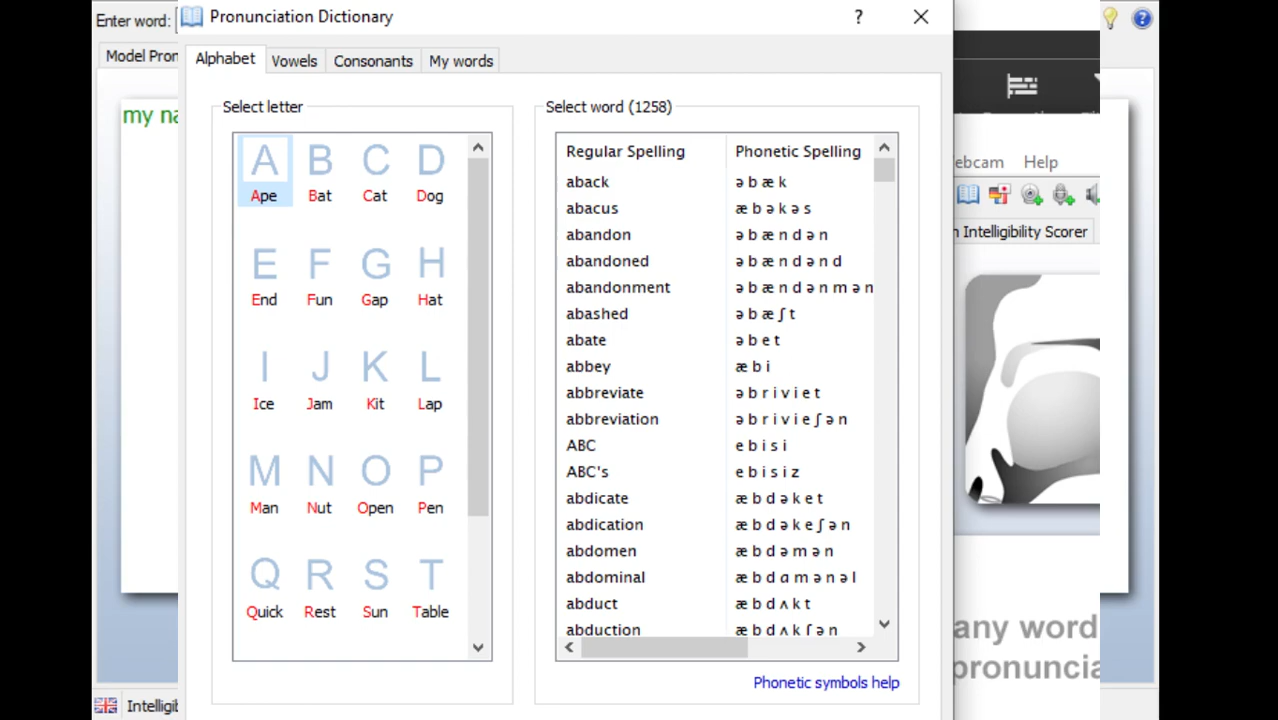 Enter word:
Pronunciation Dictionary
?
Model Pron
Alphabet Vowels Consonants My words
my na
Select letter
A B C D
Ape Bat Cat Dog
E F G H
End Fun Gap Hat
I J K L
Ice Jam Kit Lap
M N O P
Man Nut Open Pen
Q R S T
Quick Rest Sun Table
Select word (1258)
Regular Spelling Phonetic Spelling
aback ə b æ k
abacus æ b ə k ə s
abandon ə b æ n d ə n
abandoned ə b æ n d ə n d
abandonment ə b æ n d ə n m ə n
abashed ə b æ ʃ t
abate ə b e t
abbey æ b i
abbreviate ə b r i v i e t
abbreviation ə b r i v i e ʃ ə n
ABC e b i s i
ABC's e b i s i z
abdicate æ b d ə k e t
abdication æ b d ə k e ʃ ə n
abdomen æ b d ə m ə n
abdominal æ b d ɑ m ə n ə l
abduct æ b d ʌ k t
abduction æ b d ʌ k ʃ ə n
Phonetic symbols help
ebcam Help
n Intelligibility Scorer
any word
pronuncia
Intelligib